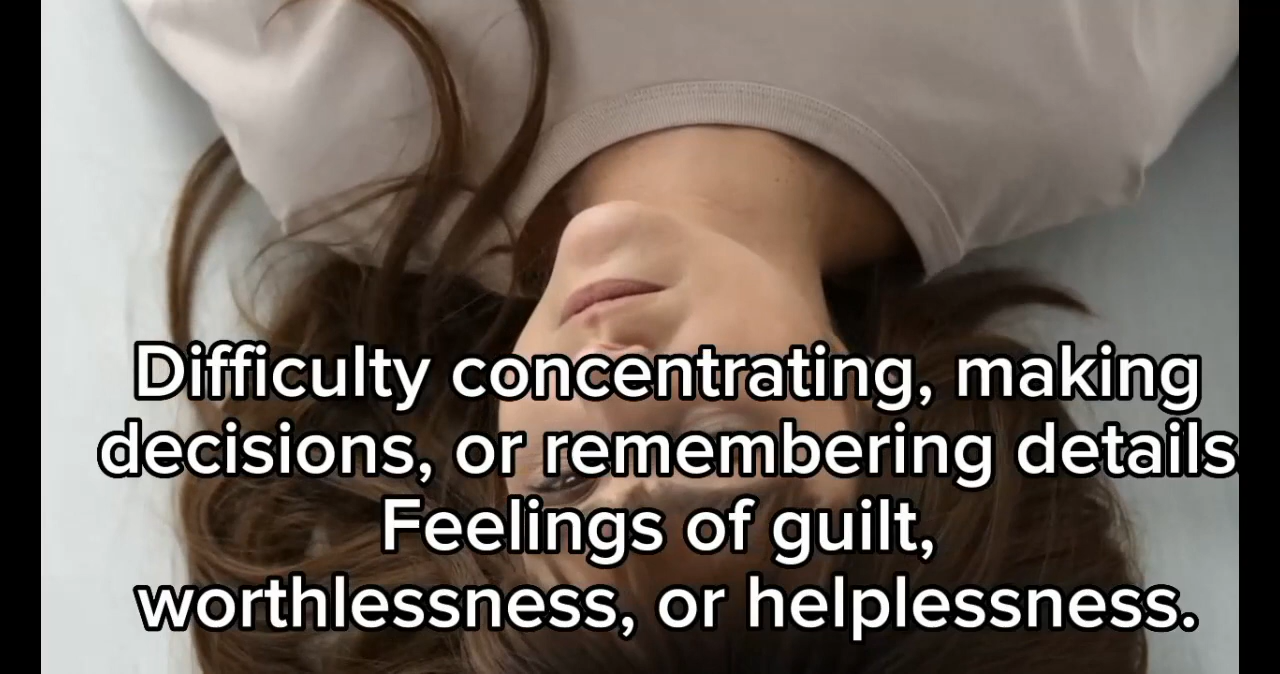 Difficulty concentrating, making
decisions, or remembering details
Feelings of guilt,
worthlessness, or helplessness.